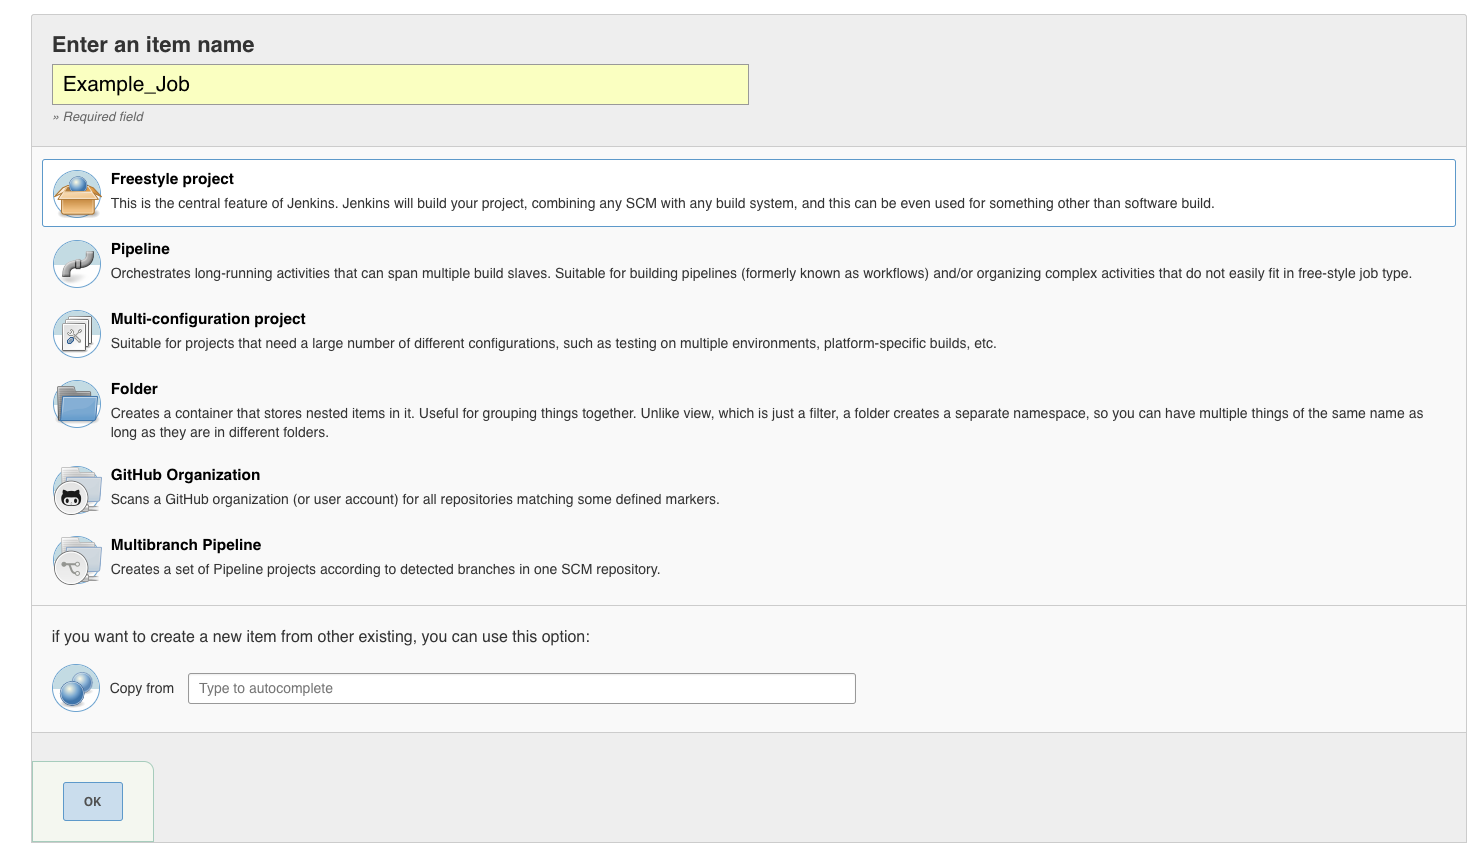 Enter an item name
Example_Job
» Required field
Freestyle project
This is the central feature of Jenkins. Jenkins will build your project, combining any SCM with any build system, and this can be even used for something other than software build.
Pipeline
Orchestrates long-running activities that can span multiple build slaves. Suitable for building pipelines (formerly known as workflows) and/or organizing complex activities that do not easily fit in free-style job type.
Multi-configuration project
Suitable for projects that need a large number of different configurations, such as testing on multiple environments, platform-specific builds, etc.
Folder
Creates a container that stores nested items in it. Useful for grouping things together. Unlike view, which is just a filter, a folder creates a separate namespace, so you can have multiple things of the same name as
long as they are in different folders.
GitHub Organization
Scans a GitHub organization (or user account) for all repositories matching some defined markers.
Multibranch Pipeline
Creates a set of Pipeline projects according to detected branches in one SCM repository.
if you want to create a new item from other existing, you can use this option:
Copy from
Type to autocomplete
OK